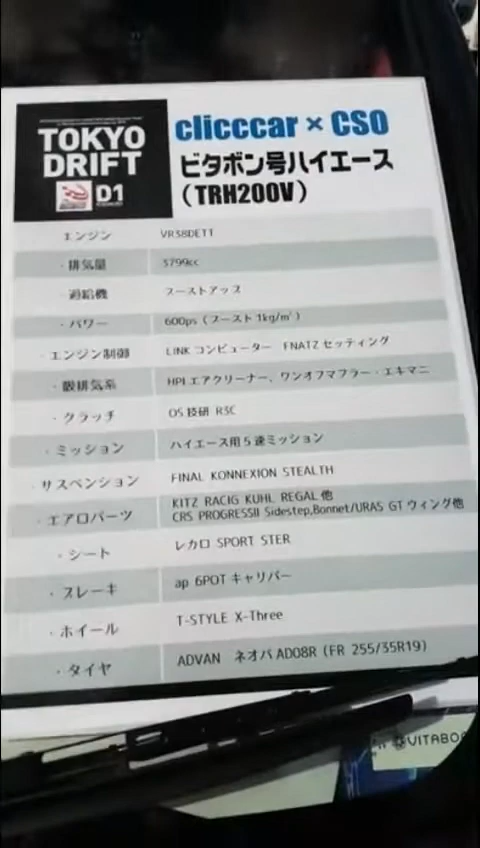 TOKYO
DRIFT
D1
clicccar × CSO
ビタボン号ハイエース
(TRH200V)
エンジン VR38DETT
・排気量 3799cc
・過給機 ブーストアップ
・パワー 600ps (ブースト 1kg/㎡)
・エンジン制御 LINK コンピューター FNATZ セッティング
・吸排気系 HPI エアクリーナー、ワンオフマフラー・エキマニ
・クラッチ OS 技研 R3C
・ミッション ハイエース用 5 速ミッション
・サスペンション FINAL KONNEXION STEALTH
・エアロパーツ KITZ RACIG KUHL REGAL 他
CRS PROGRESSII Sidestep,Bonnet/URAS GT ウィング他
・シート レカロ SPORT STER
・ブレーキ ap 6POT キャリパー
・ホイール T-STYLE X-Three
・タイヤ ADVAN ネオバ AD08R (FR 255/35R19)
VITABO